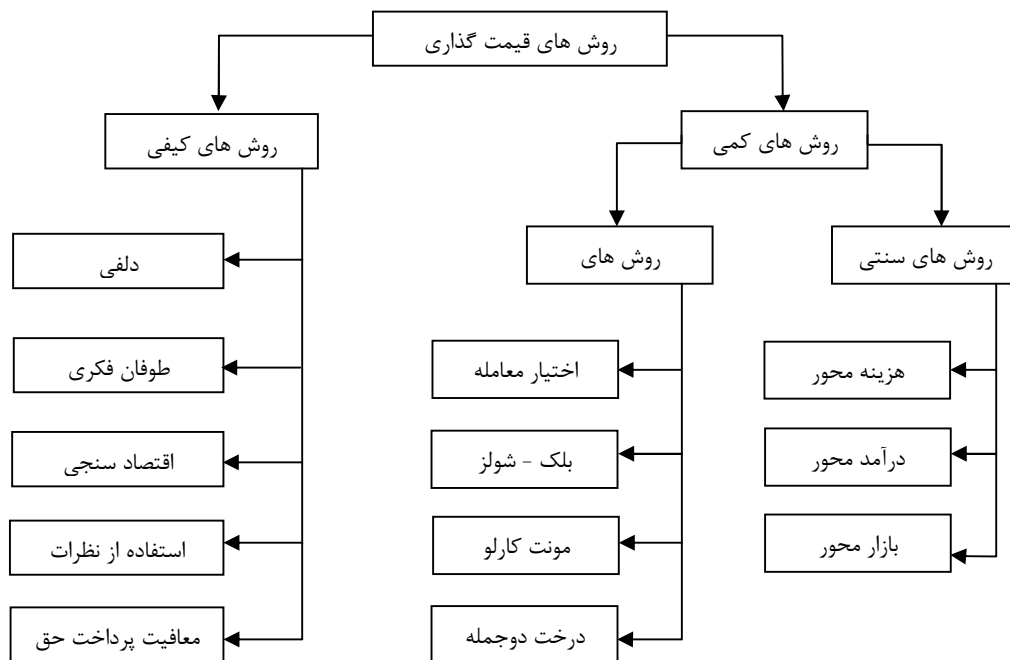 روش های قیمت گذاری
روش های کمی
روش های کیفی
روش های سنتی
روش های
دلفی
هزینه محور
اختیار معامله
طوفان فکری
درآمد محور
بلک - شولز
اقتصاد سنجی
بازار محور
مونت کارلو
استفاده از نظرات
درخت دوجمله
معافیت پرداخت حق